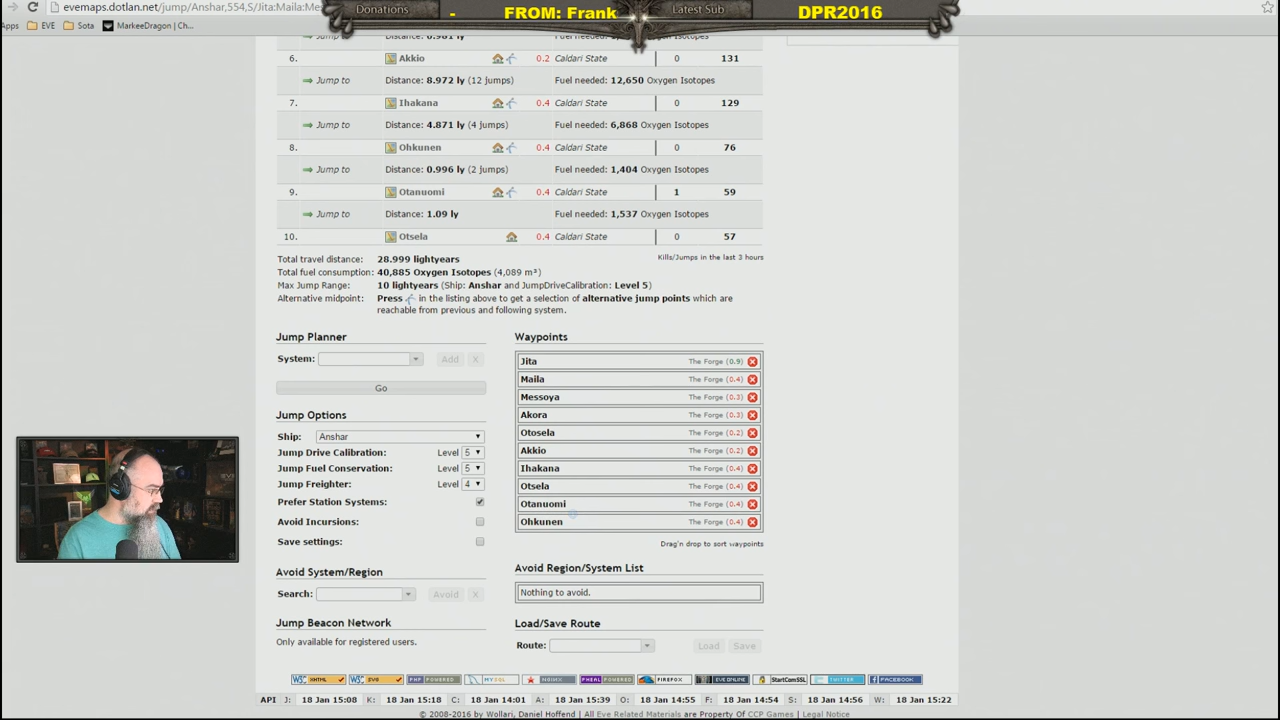 evemaps.dotlan.net/jump/Anshar,554,S/Jita:Maila:Me
Donations - FROM: Frank Latest Sub DPR2016
Apps EVE Sota MarkeeDragon | Ch...
6. Akkio 0.2 Caldari State 0 131
Jump to Distance: 8.972 ly (12 jumps) Fuel needed: 12,650 Oxygen Isotopes
7. Ihakana 0.4 Caldari State 0 129
Jump to Distance: 4.871 ly (4 jumps) Fuel needed: 6,868 Oxygen Isotopes
8. Ohkunen 0.4 Caldari State 0 76
Jump to Distance: 0.996 ly (2 jumps) Fuel needed: 1,404 Oxygen Isotopes
9. Otanuomi 0.4 Caldari State 1 59
Jump to Distance: 1.09 ly Fuel needed: 1,537 Oxygen Isotopes
10. Otsela 0.4 Caldari State 0 57
Total travel distance: 28.999 lightyears Kills/Jumps in the last 3 hours
Total fuel consumption: 40,885 Oxygen Isotopes (4,089 m³)
Max Jump Range: 10 lightyears (Ship: Anshar and JumpDriveCalibration: Level 5)
Alternative midpoint: Press in the listing above to get a selection of alternative jump points which are
reachable from previous and following system.
Jump Planner
System: Add X
Go
Jump Options
Ship: Anshar
Jump Drive Calibration: Level 5
Jump Fuel Conservation: Level 5
Jump Freighter: Level 4
Prefer Station Systems:
Avoid Incursions:
Save settings:
Avoid System/Region
Search: Avoid X
Jump Beacon Network
Only available for registered users.
Waypoints
Jita The Forge (0.9)
Maila The Forge (0.4)
Messoya The Forge (0.3)
Akora The Forge (0.3)
Otosela The Forge (0.2)
Akkio The Forge (0.2)
Ihakana The Forge (0.4)
Otsela The Forge (0.4)
Otanuomi The Forge (0.4)
Ohkunen The Forge (0.4)
Drag'n drop to sort waypoints
Avoid Region/System List
Nothing to avoid.
Load/Save Route
Route: Load Save
W3C XHTML W3C EVE PHP POWERED MYSQL NGINX PHEAL POWERED FIREFOX EVE ONLINE StartComSSL TWITTER FACEBOOK
API J: 18 Jan 15:08 K: 18 Jan 15:18 C: 18 Jan 14:01 A: 18 Jan 15:39 O: 18 Jan 14:55 F: 18 Jan 14:54 S: 18 Jan 14:56 W: 18 Jan 15:22
© 2008-2016 by Wollari, Daniel Hoffend | All Eve Related Materials are Property Of CCP Games | Legal Notice